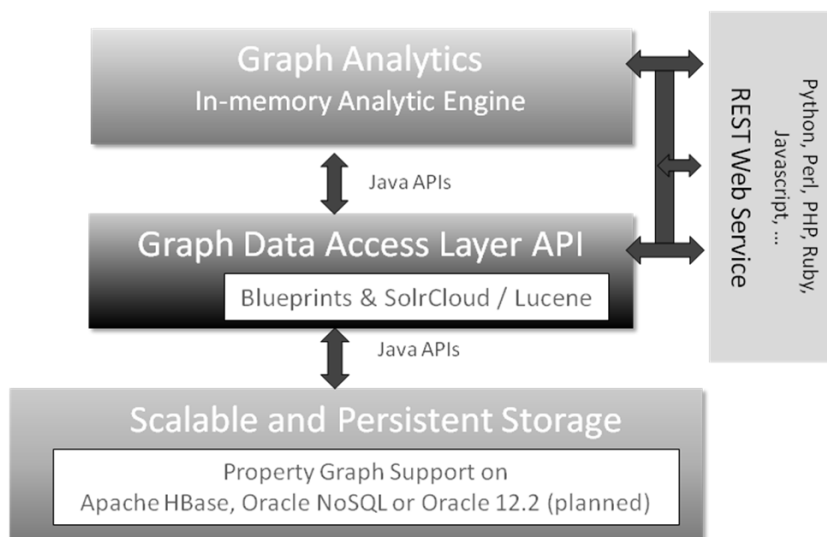 Graph Analytics
In-memory Analytic Engine
Java APIs
Graph Data Access Layer API
Blueprints & SolrCloud / Lucene
Java APIs
Scalable and Persistent Storage
Property Graph Support on
Apache HBase, Oracle NoSQL or Oracle 12.2 (planned)
REST Web Service
Python, Perl, PHP, Ruby,
Javascript, ...